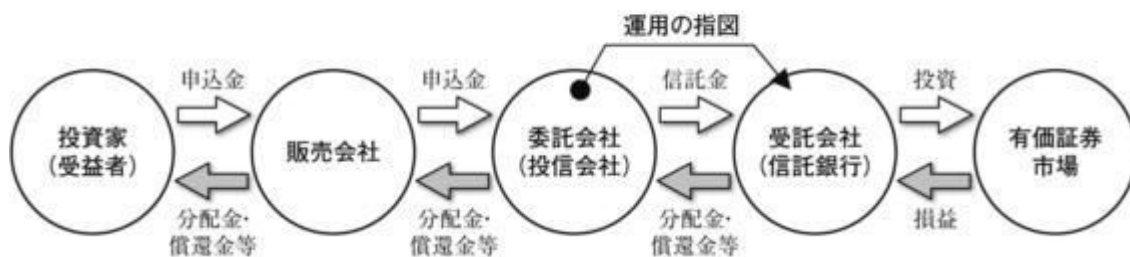 運用の指図
申込金
申込金
信託金
投資
投資家
(受益者)
販売会社
委託会社
(投信会社)
受託会社
(信託銀行)
有価証券
市場
分配金・
償還金等
分配金・
償還金等
分配金・
償還金等
損益